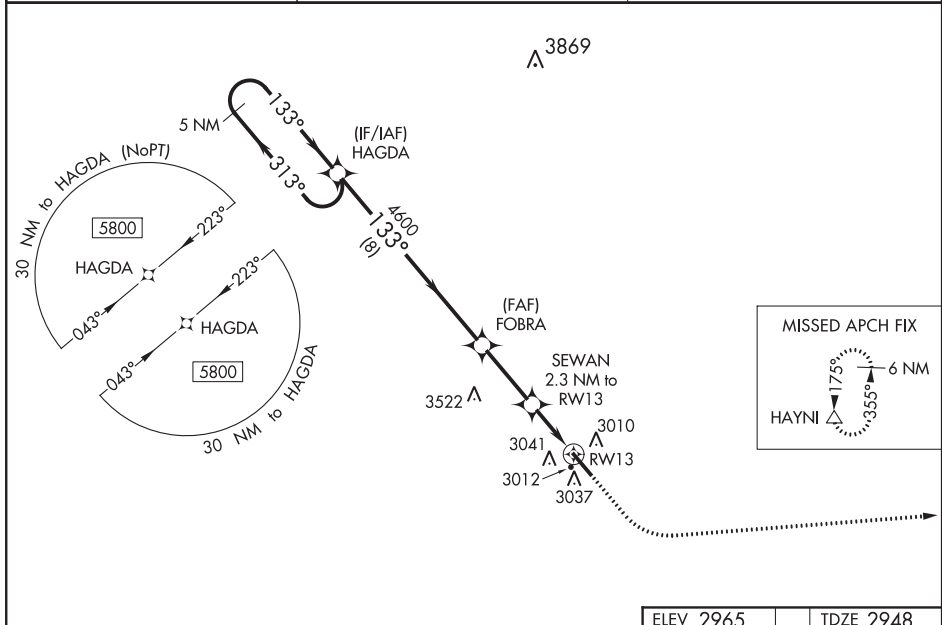 3869
5 NM
133°
313°
(IF/IAF)
HAGDA
30 NM to HAGDA (NoPT)
5800
223°
HAGDA
043°
4600
133°
(8)
223°
HAGDA
043°
5800
30 NM to HAGDA
(FAF)
FOBRA
SEWAN
2.3 NM to
RW13
3522
3041
3010
RW13
3012
3037
MISSED APCH FIX
6 NM
175°
355°
HAYNI
ELEV 2965
TDZE 2948